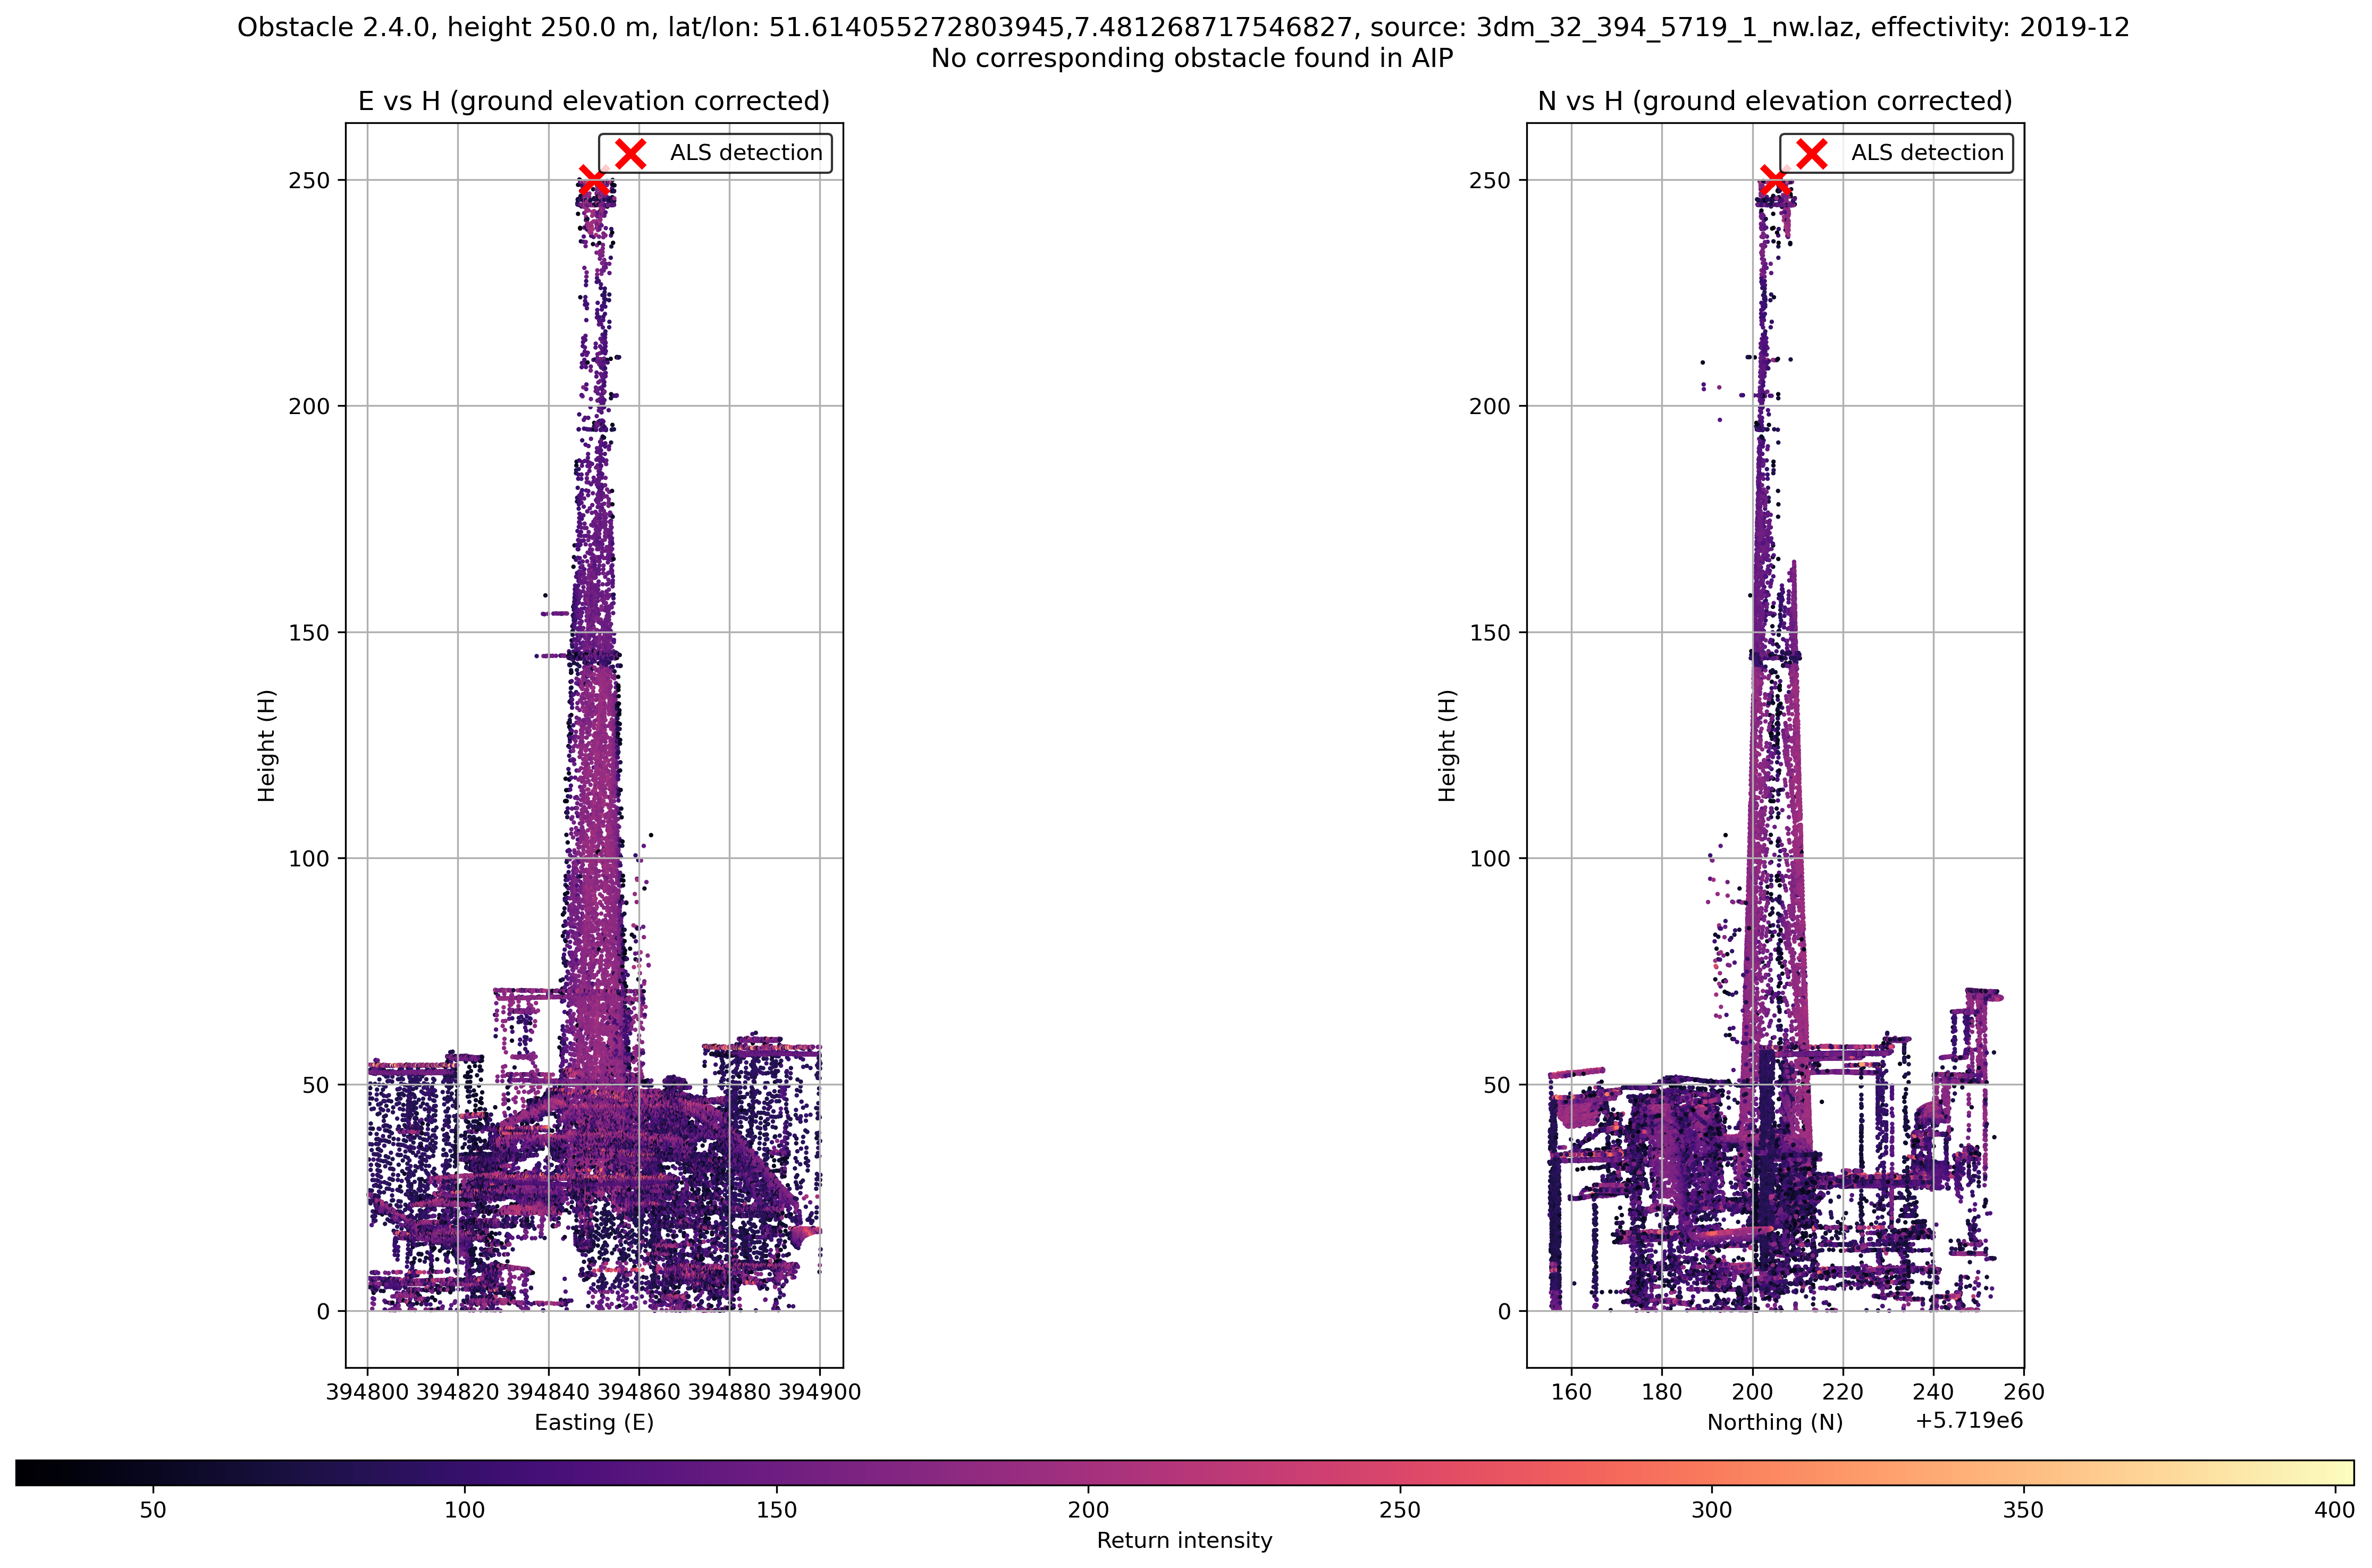 Obstacle 2.4.0, height 250.0 m, lat/lon: 51.614055272803945,7.481268717546827, source: 3dm_32_394_5719_1_nw.laz, effectivity: 2019-12
No corresponding obstacle found in AIP
E vs H (ground elevation corrected)
ALS detection
250
200
150
100
50
0
Height (H)
394800 394820 394840 394860 394880 394900
Easting (E)
N vs H (ground elevation corrected)
ALS detection
250
200
150
100
50
0
Height (H)
160 180 200 220 240 260
Northing (N)
+5.719e6
50 100 150 200 250 300 350 400
Return intensity